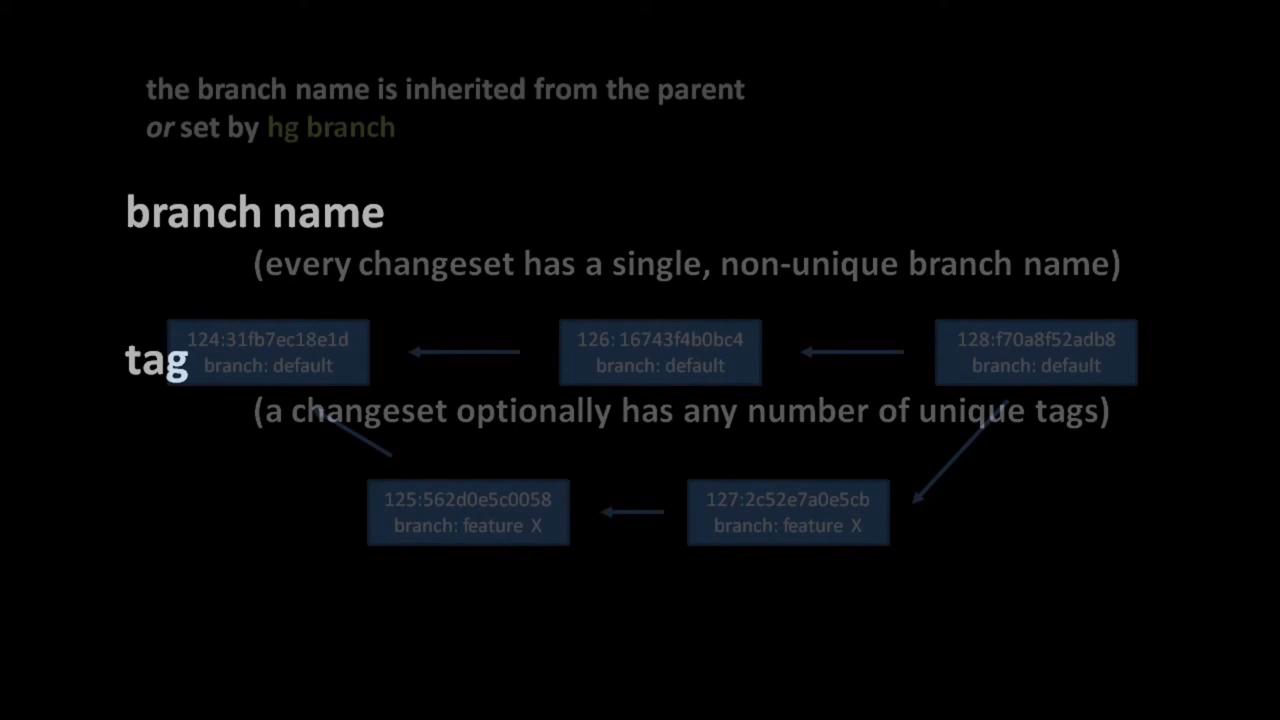 the branch name is inherited from the parent
or set by hg branch
branch name
(every changeset has a single, non-unique branch name)
124:31fb7ec18e1d
branch: default
126: 16743f4b0bc4
branch: default
128:f70a8f52adb8
branch: default
tag
(a changeset optionally has any number of unique tags)
125:562d0e5c0058
branch: feature X
127:2c52e7a0e5cb
branch: feature X